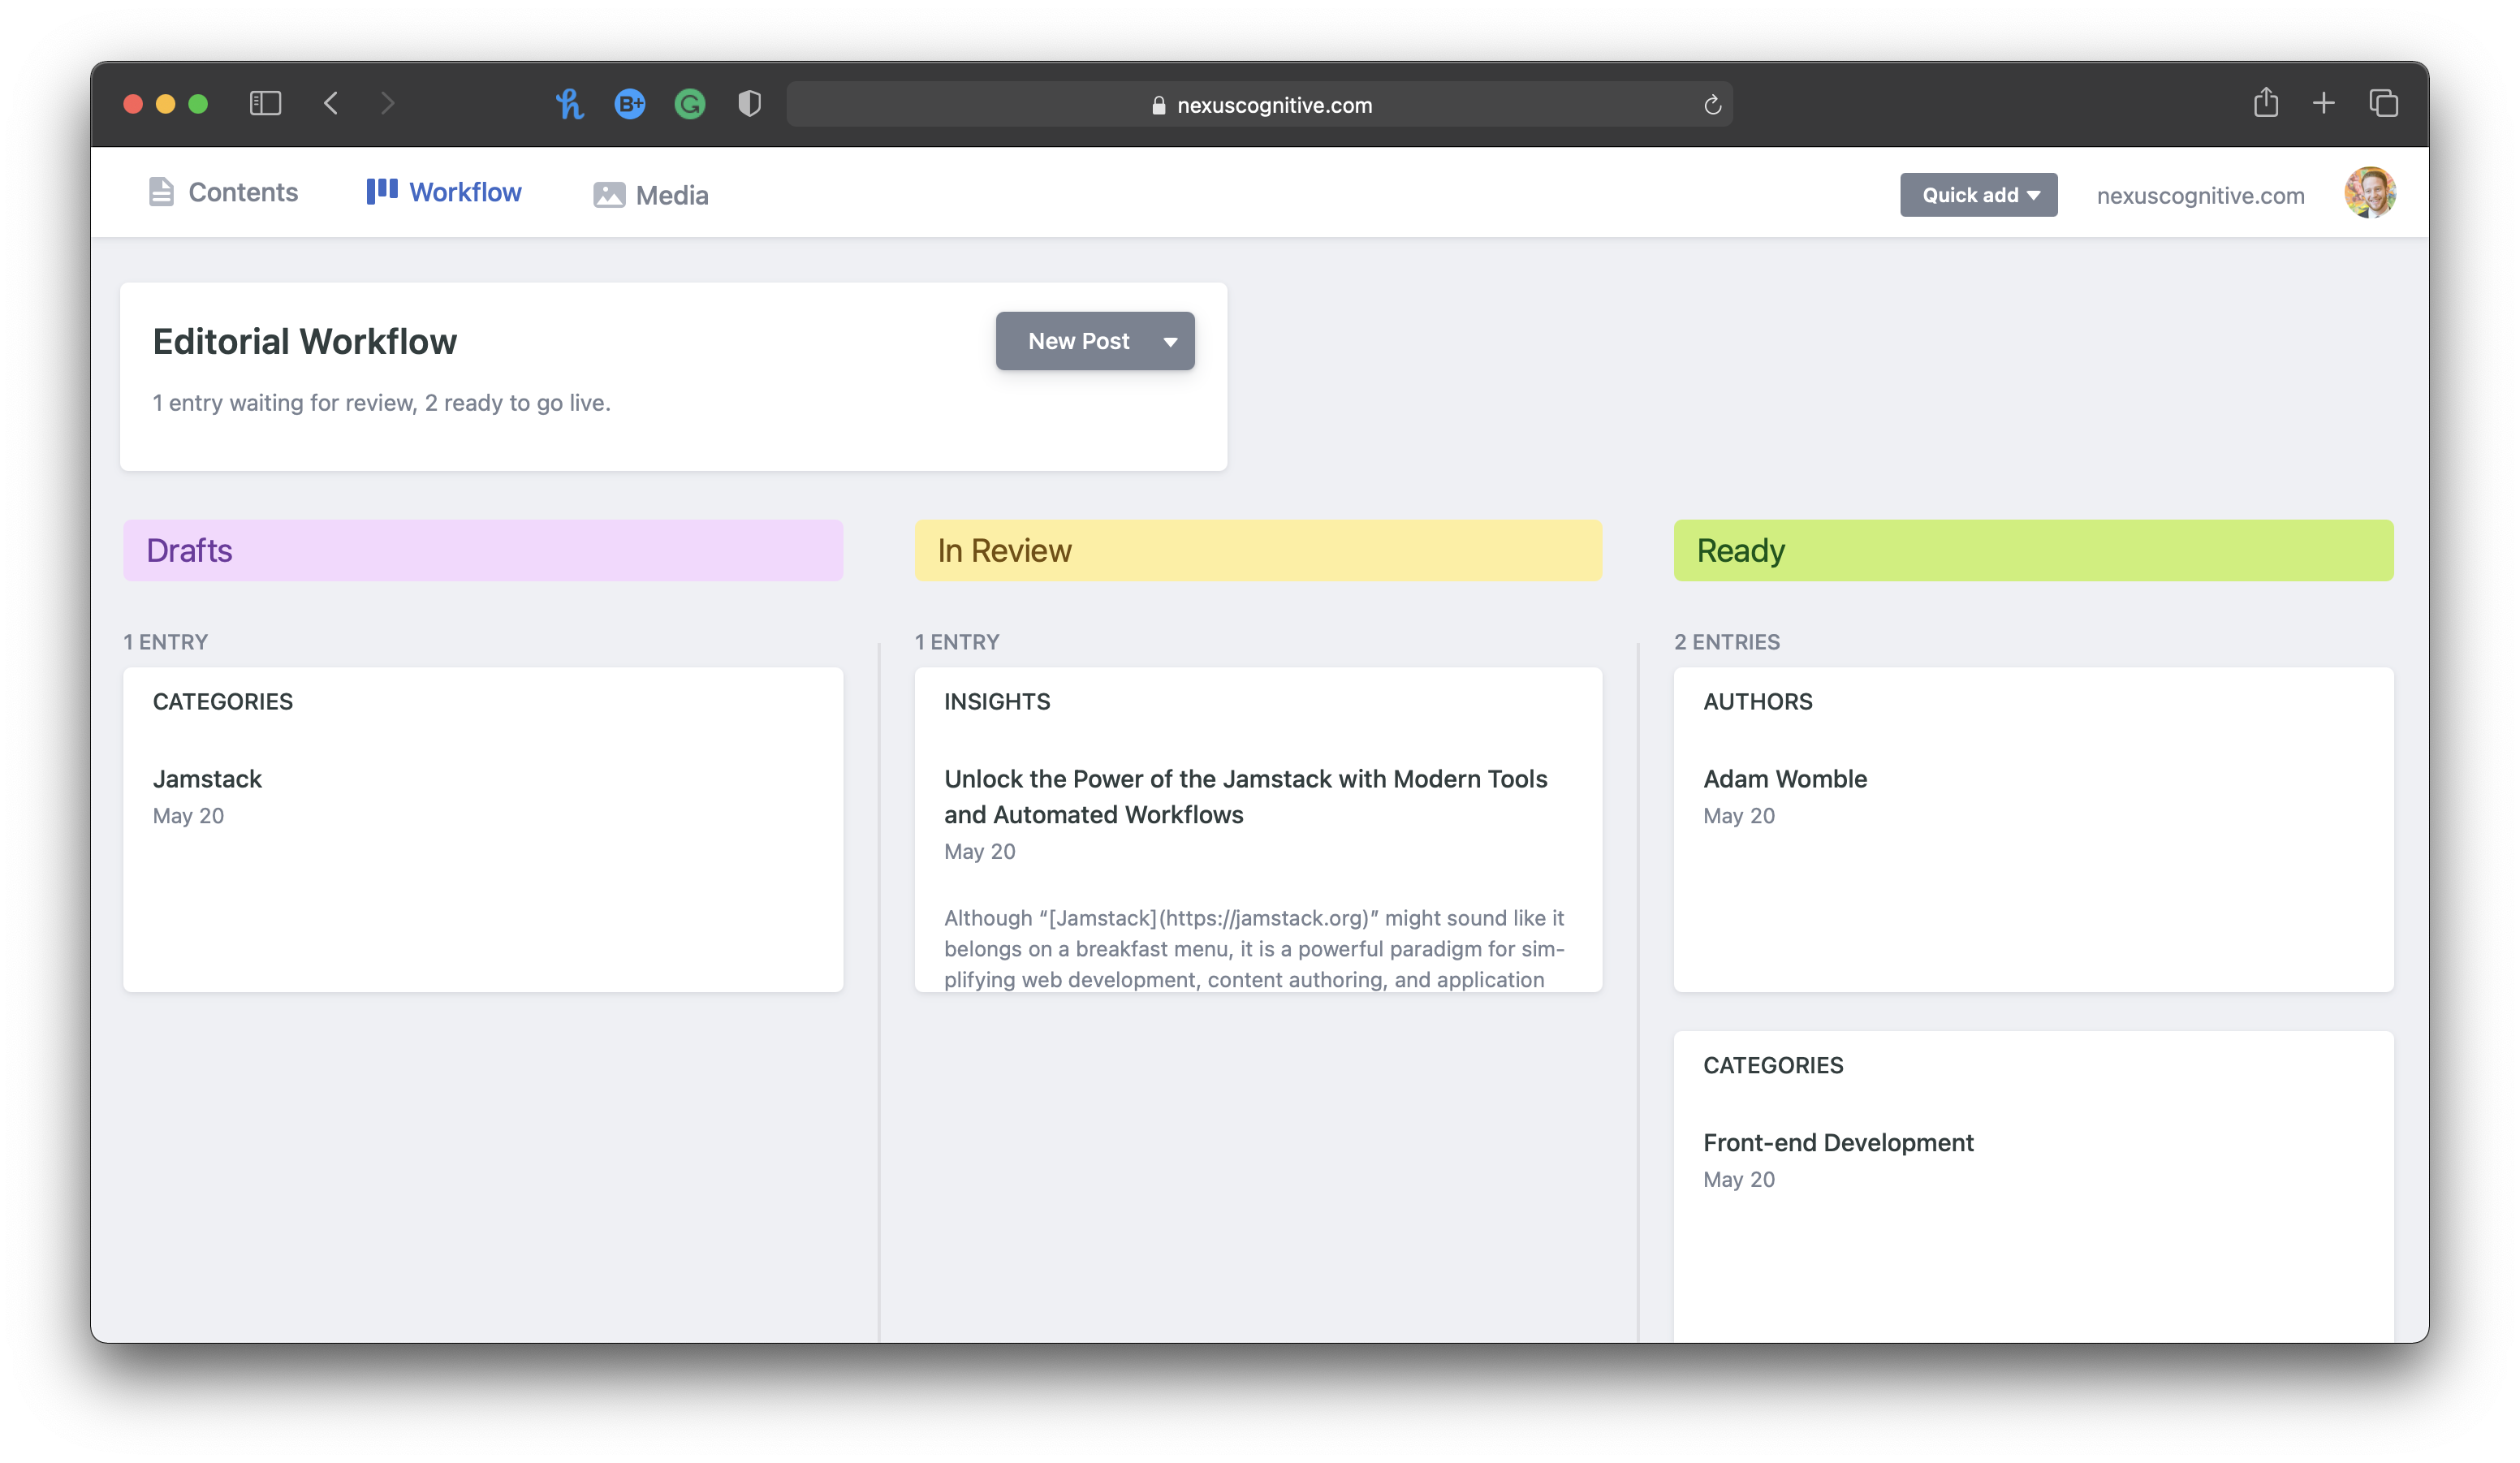 B+
nexuscognitive.com
Contents
Workflow
Media
Quick add
nexuscognitive.com
Editorial Workflow
New Post
1 entry waiting for review, 2 ready to go live.
Drafts
In Review
Ready
1 ENTRY
CATEGORIES
Jamstack
May 20
1 ENTRY
INSIGHTS
Unlock the Power of the Jamstack with Modern Tools
and Automated Workflows
May 20
Although “[Jamstack](https://jamstack.org)” might sound like it
belongs on a breakfast menu, it is a powerful paradigm for sim-
plifying web development, content authoring, and application
2 ENTRIES
AUTHORS
Adam Womble
May 20
CATEGORIES
Front-end Development
May 20